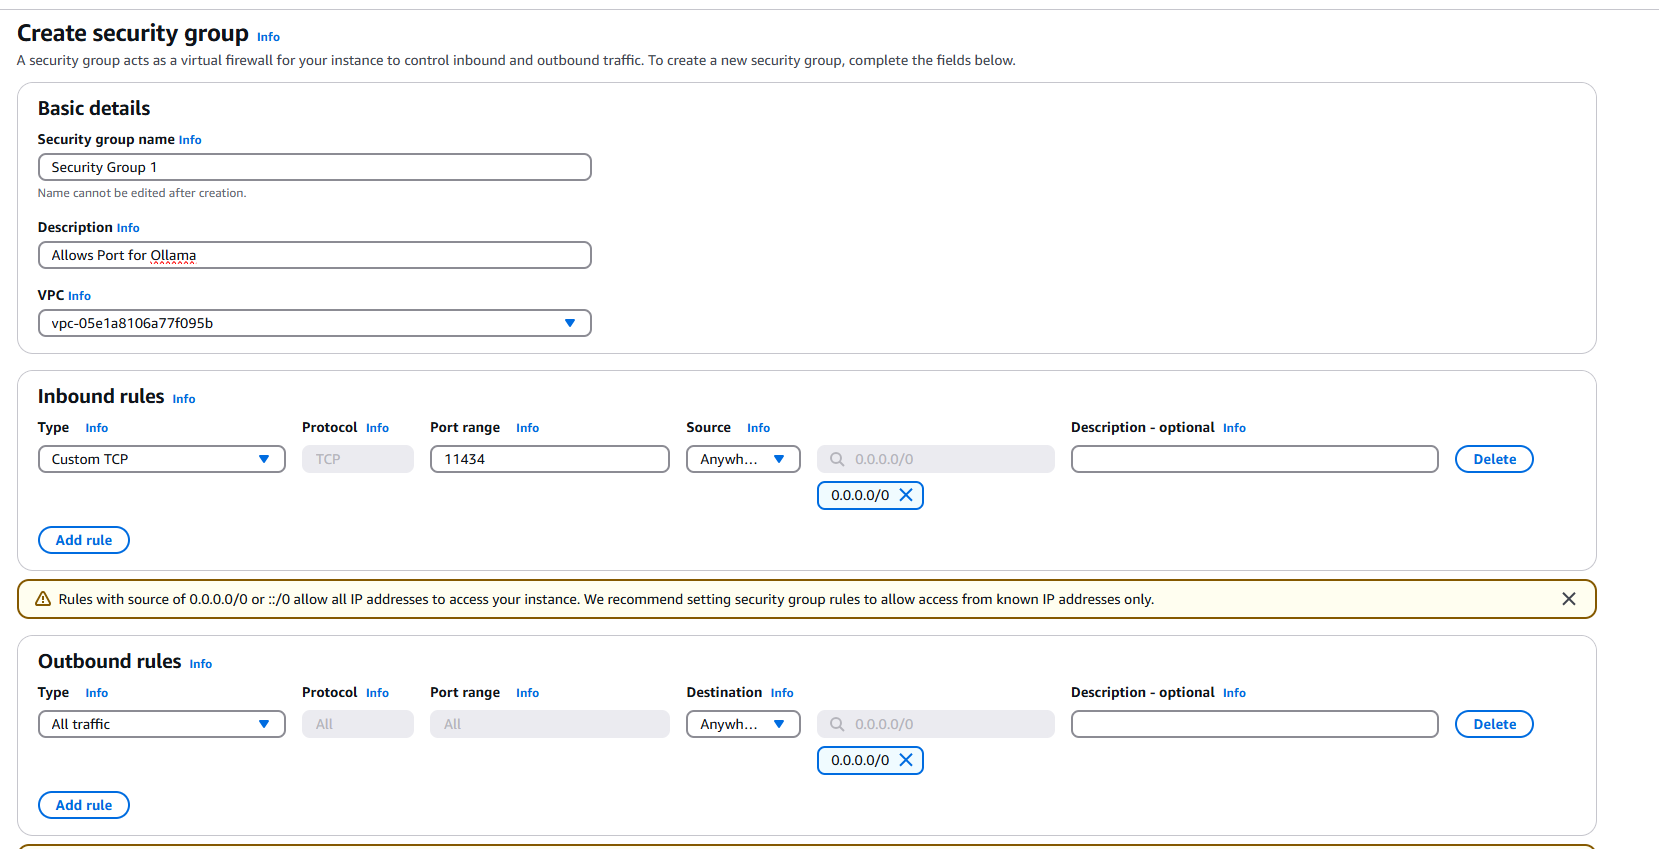 Create security group Info
A security group acts as a virtual firewall for your instance to control inbound and outbound traffic. To create a new security group, complete the fields below.
Basic details
Security group name Info
Security Group 1
Name cannot be edited after creation.
Description Info
Allows Port for Ollama
VPC Info
vpc-05e1a8106a77f095b
Inbound rules Info
Type Info Protocol Info Port range Info Source Info Description - optional Info
Custom TCP TCP 11434 Anywh... 0.0.0.0/0 Delete
0.0.0.0/0
Add rule
Rules with source of 0.0.0.0/0 or ::/0 allow all IP addresses to access your instance. We recommend setting security group rules to allow access from known IP addresses only.
Outbound rules Info
Type Info Protocol Info Port range Info Destination Info Description - optional Info
All traffic All All Anywh... 0.0.0.0/0 Delete
0.0.0.0/0
Add rule